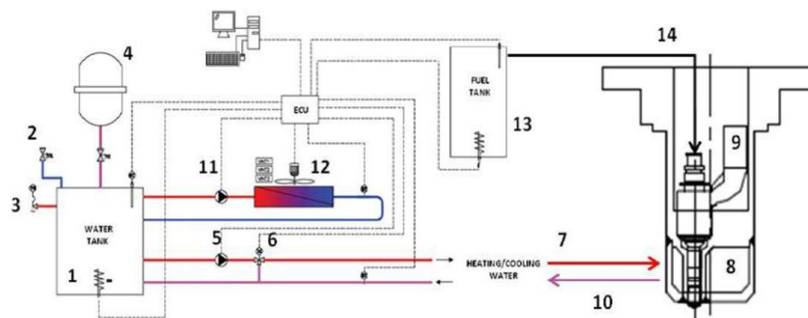 4
14
FUEL
TANK
ECU
2
13
9
11
12
3
WATER
TANK
5
6
7
1
HEATING/COOLING
WATER
8
10